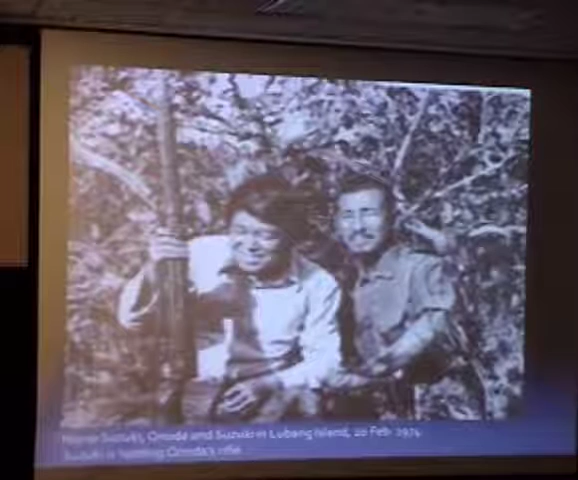 Norio Suzuki, Onoda and Suzuki in Lubang Island, 20 Feb. 1974
Suzuki is holding Onoda's rifle